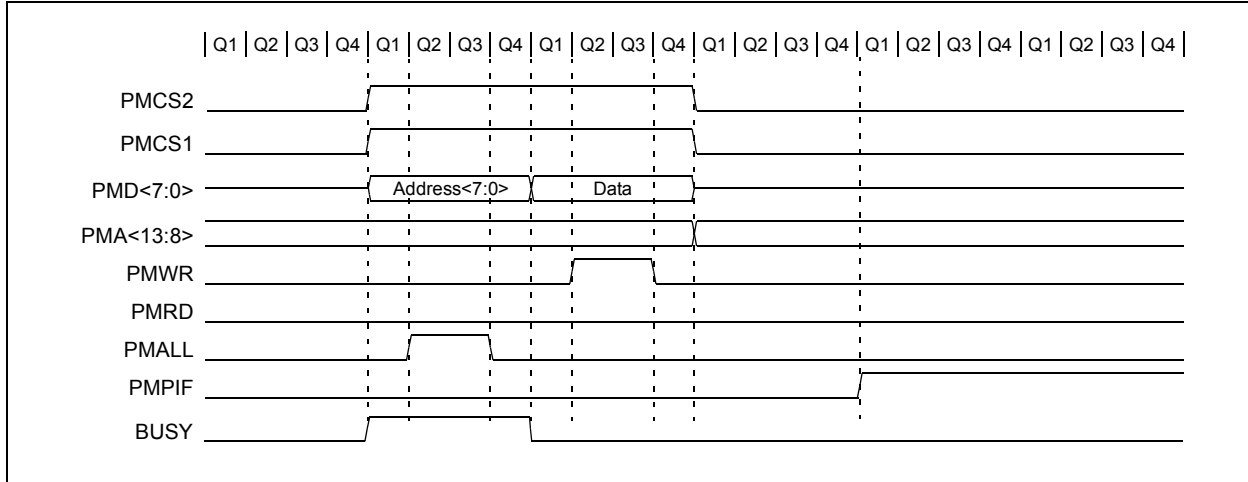 Q1 Q2 Q3 Q4 Q1 Q2 Q3 Q4 Q1 Q2 Q3 Q4 Q1 Q2 Q3 Q4 Q1 Q2 Q3 Q4 Q1 Q2 Q3 Q4
PMCS2
PMCS1
PMD<7:0> Address<7:0> Data
PMA<13:8>
PMWR
PMRD
PMALL
PMPIF
BUSY